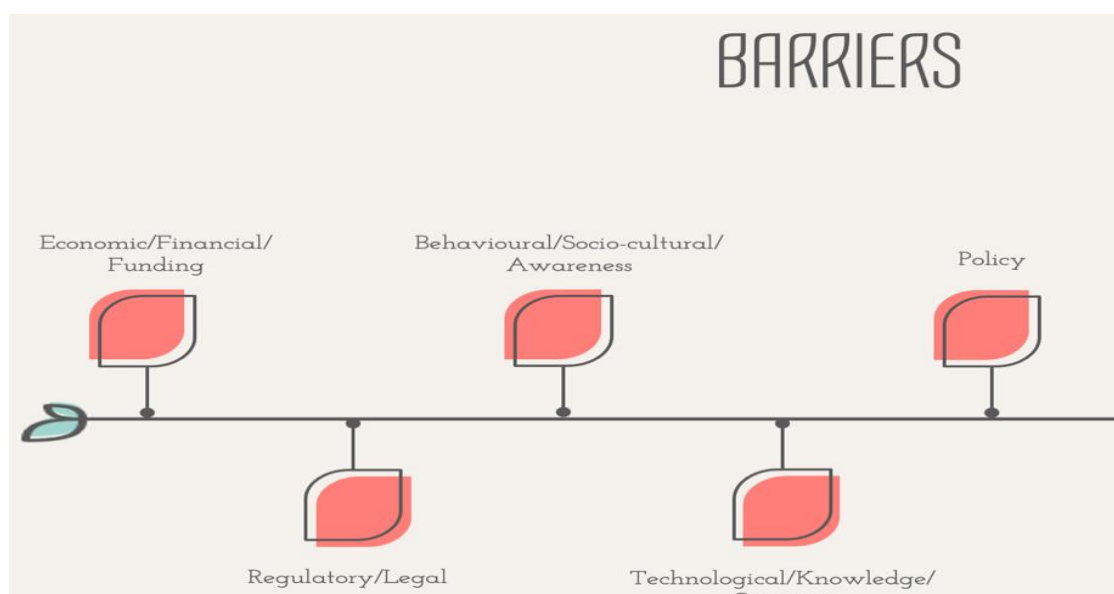 BARRIERS
Economic/Financial/
Funding
Behavioural/Socio-cultural/
Awareness
Policy
Regulatory/Legal
Technological/Knowledge/